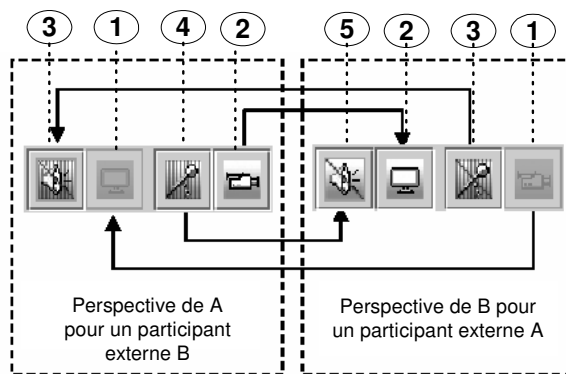 3 1 4 2 5 2 3 1
Perspective de A
pour un participant
externe B
Perspective de B pour
un participant externe A